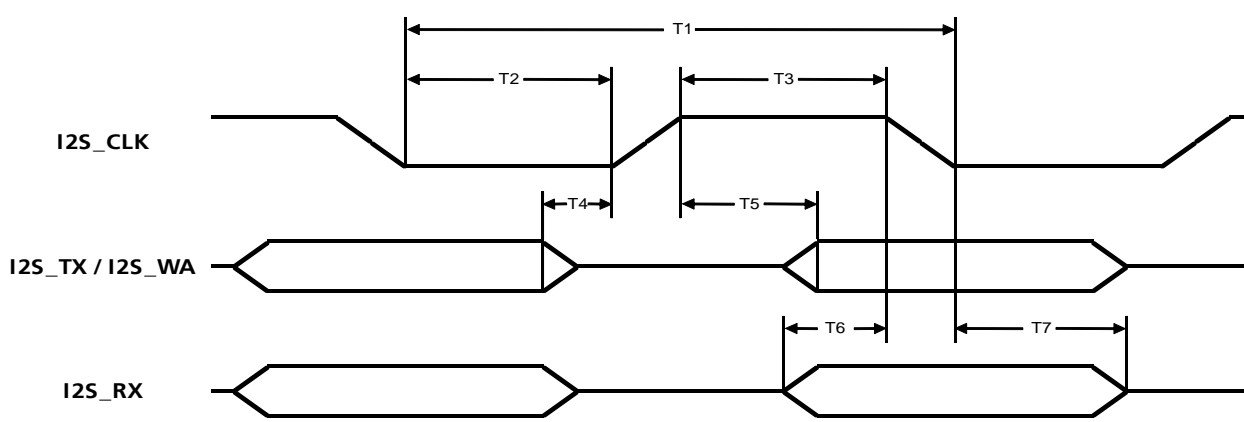 T1
T2
T3
I2S_CLK
T4
T5
I2S_TX / I2S_WA
T6
T7
I2S_RX